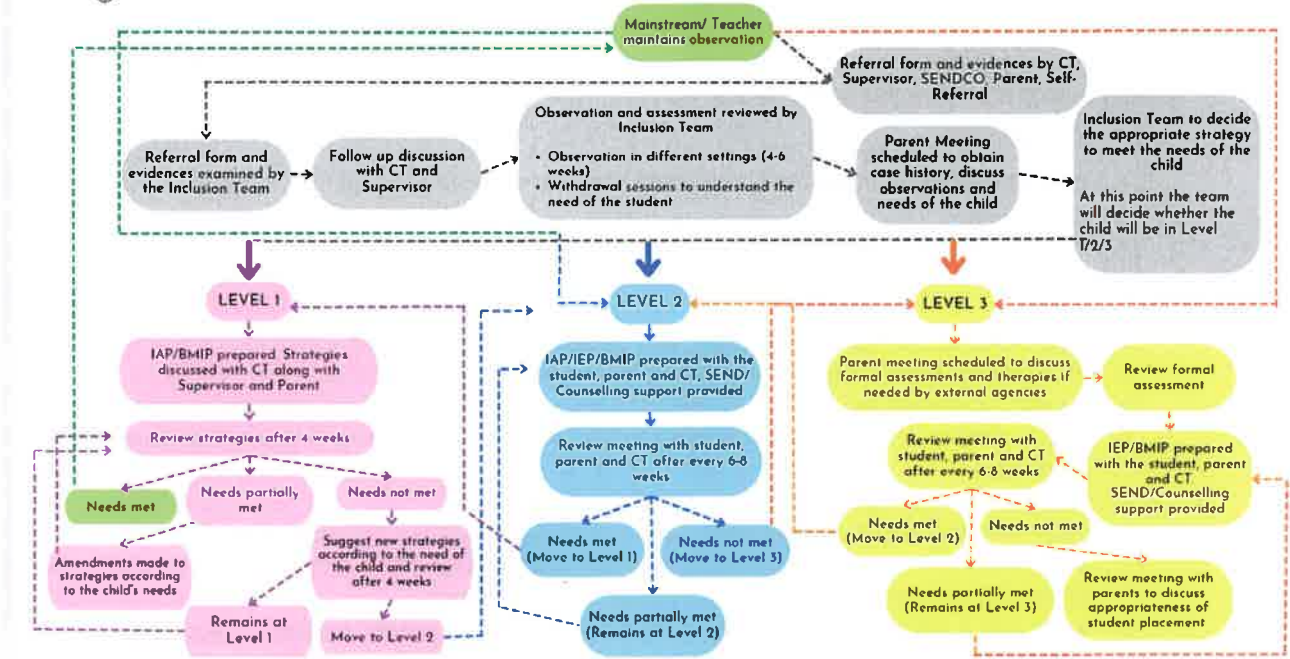 Mainstream/ Teacher
maintains observation
Referral form and evidences by CT,
Supervisor, SENDCO, Parent, Self-
Referral
Referral form and
evidences examined by
the Inclusion Team
Follow up discussion
with CT and
Supervisor
Observation and assessment reviewed by
Inclusion Team
• Observation in different settings (4-6
weeks)
• Withdrawal sessions to understand the
need of the student
Parent Meeting
scheduled to obtain
case history, discuss
observations and
needs of the child
Inclusion Team to decide
the appropriate strategy
to meet the needs of the
child
At this point the team
will decide whether the
child will be in Level
1/2/3
LEVEL 1
IAP/BMIP prepared. Strategies
discussed with CT along with
Supervisor and Parent
Review strategies after 4 weeks
Needs met
Needs partially
met
Needs not met
Amendments made to
strategies according
to the child's needs
Suggest new strategies
according to the need of
the child and review
after 4 weeks
Remains at
Level 1
Move to Level 2
LEVEL 2
IAP/IEP/BMIP prepared with the
student, parent and CT, SEND/
Counselling support provided
Review meeting with student,
parent and CT after every 6-8
weeks
Needs met
(Move to Level 1)
Needs not met
(Move to Level 3)
Needs partially met
(Remains at Level 2)
LEVEL 3
Parent meeting scheduled to discuss
formal assessments and therapies if
needed by external agencies
Review formal
assessment
IEP/BMIP prepared
with the student, parent
and CT.
SEND/Counselling
support provided
Review meeting with
student, parent and CT
after every 6-8 weeks
Needs met
(Move to Level 2)
Needs not met
Needs partially met
(Remains at Level 3)
Review meeting with
parents to discuss
appropriateness of
student placement